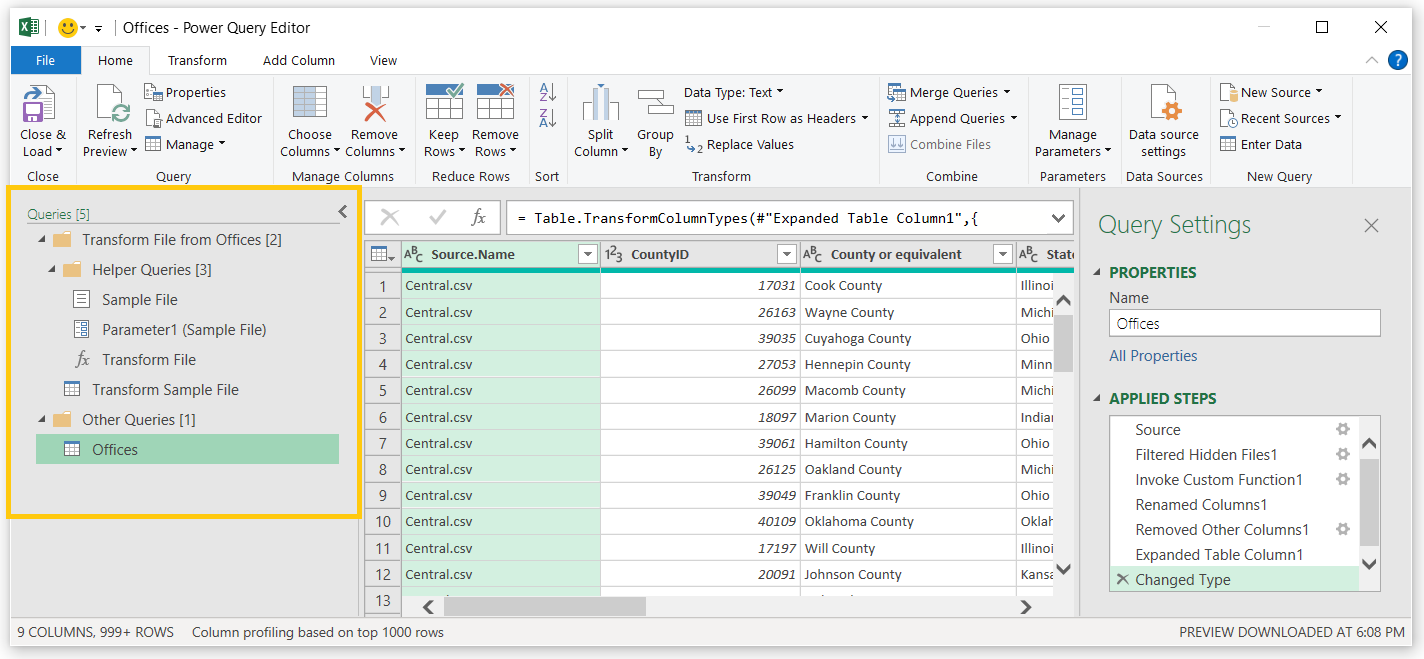 Offices - Power Query Editor
File Home Transform Add Column View
?
Close & Load
Refresh Preview
Properties
Advanced Editor
Manage
Choose Columns
Remove Columns
Keep Rows
Remove Rows
A Z
Z A
Split Column
Group By
Data Type: Text
Use First Row as Headers
1 2 Replace Values
Merge Queries
Append Queries
Combine Files
Manage Parameters
Data source settings
New Source
Recent Sources
Enter Data
Close Query Manage Columns Reduce Rows Sort Transform Combine Parameters Data Sources New Query
Queries [5]
Transform File from Offices [2]
Helper Queries [3]
Sample File
Parameter1 (Sample File)
fx Transform File
Transform Sample File
Other Queries [1]
Offices
fx = Table.TransformColumnTypes(#"Expanded Table Column1",{
ABC Source.Name 123 CountyID ABC County or equivalent ABC
1 Central.csv 17031 Cook County Illinoi
2 Central.csv 26163 Wayne County Michi
3 Central.csv 39035 Cuyahoga County Ohio
4 Central.csv 27053 Hennepin County Minn
5 Central.csv 26099 Macomb County Michi
6 Central.csv 18097 Marion County Indian
7 Central.csv 39061 Hamilton County Ohio
8 Central.csv 26125 Oakland County Michi
9 Central.csv 39049 Franklin County Ohio
10 Central.csv 40109 Oklahoma County Oklah
11 Central.csv 17197 Will County Illinoi
12 Central.csv 20091 Johnson County Kansa
13
Query Settings
PROPERTIES
Name
Offices
All Properties
APPLIED STEPS
Source
Filtered Hidden Files1
Invoke Custom Function1
Renamed Columns1
Removed Other Columns1
Expanded Table Column1
Changed Type
9 COLUMNS, 999+ ROWS Column profiling based on top 1000 rows PREVIEW DOWNLOADED AT 6:08 PM